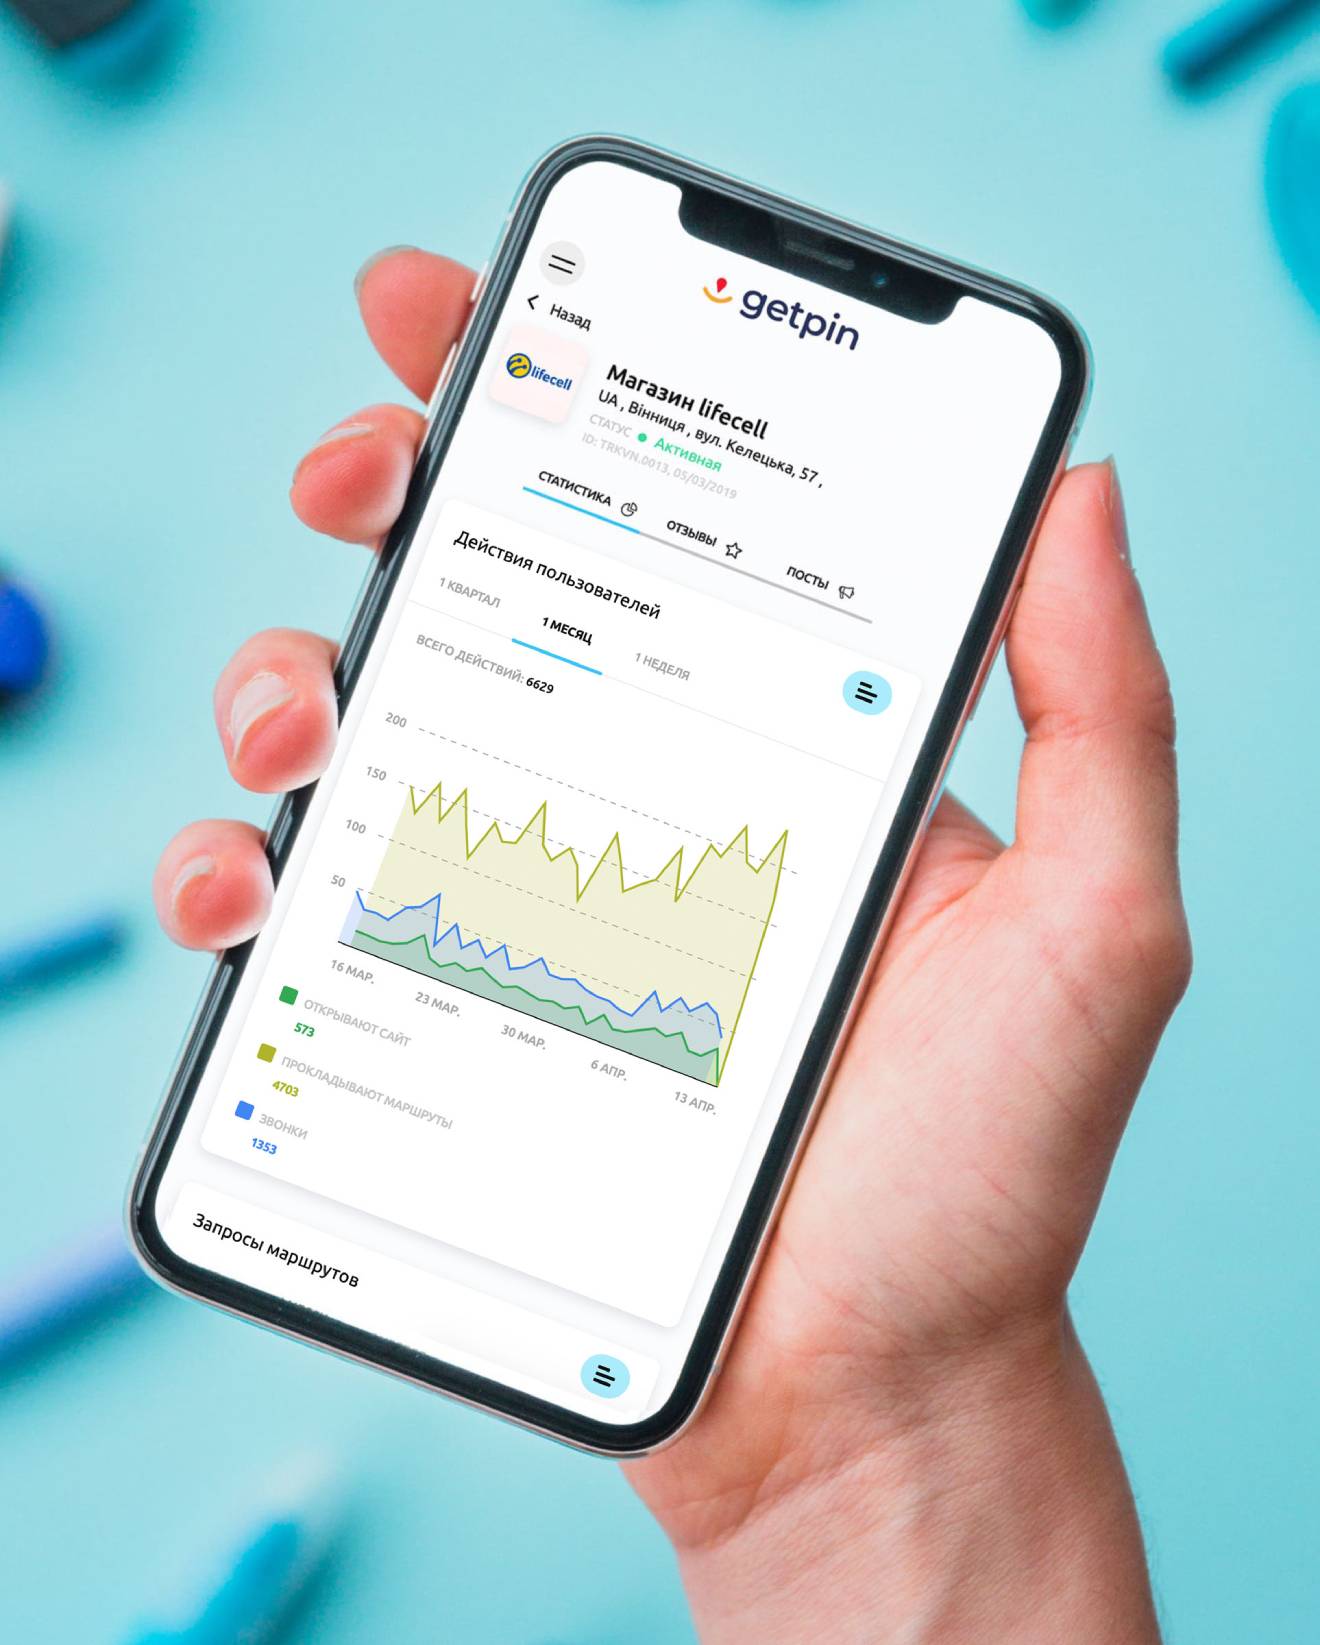 getpin
Назад
lifecell
Магазин lifecell
UA , Вінниця , вул. Келецька, 57 ,
СТАТУС Активная
ID: TRKVN.0013, 05/03/2019
СТАТИСТИКА ОТЗЫВЫ ПОСТЫ
Действия пользователей
1 КВАРТАЛ 1 МЕСЯЦ 1 НЕДЕЛЯ
ВСЕГО ДЕЙСТВИЙ: 6629
200
150
100
50
16 МАР. 23 МАР. 30 МАР. 6 АПР. 13 АПР.
ОТКРЫВАЮТ САЙТ
573
ПРОКЛАДЫВАЮТ МАРШРУТЫ
4703
ЗВОНКИ
1353
Запросы маршрутов